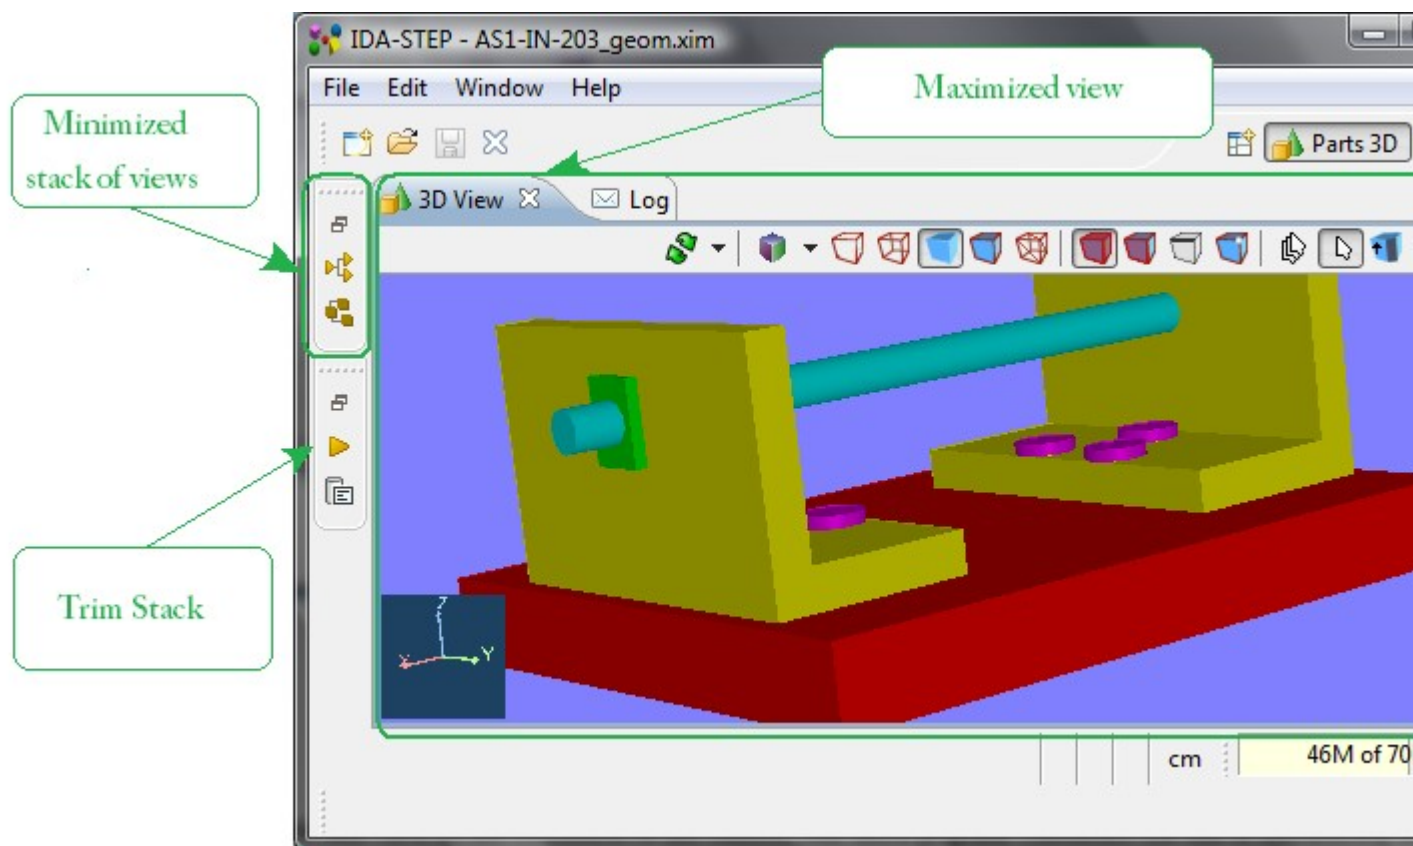 IDA-STEP - AS1-IN-203_geom.xim
File Edit Window Help
Maximized view
Minimized
stack of views
Parts 3D
3D View
Log
Trim Stack
Z
X
Y
cm
46M of 70